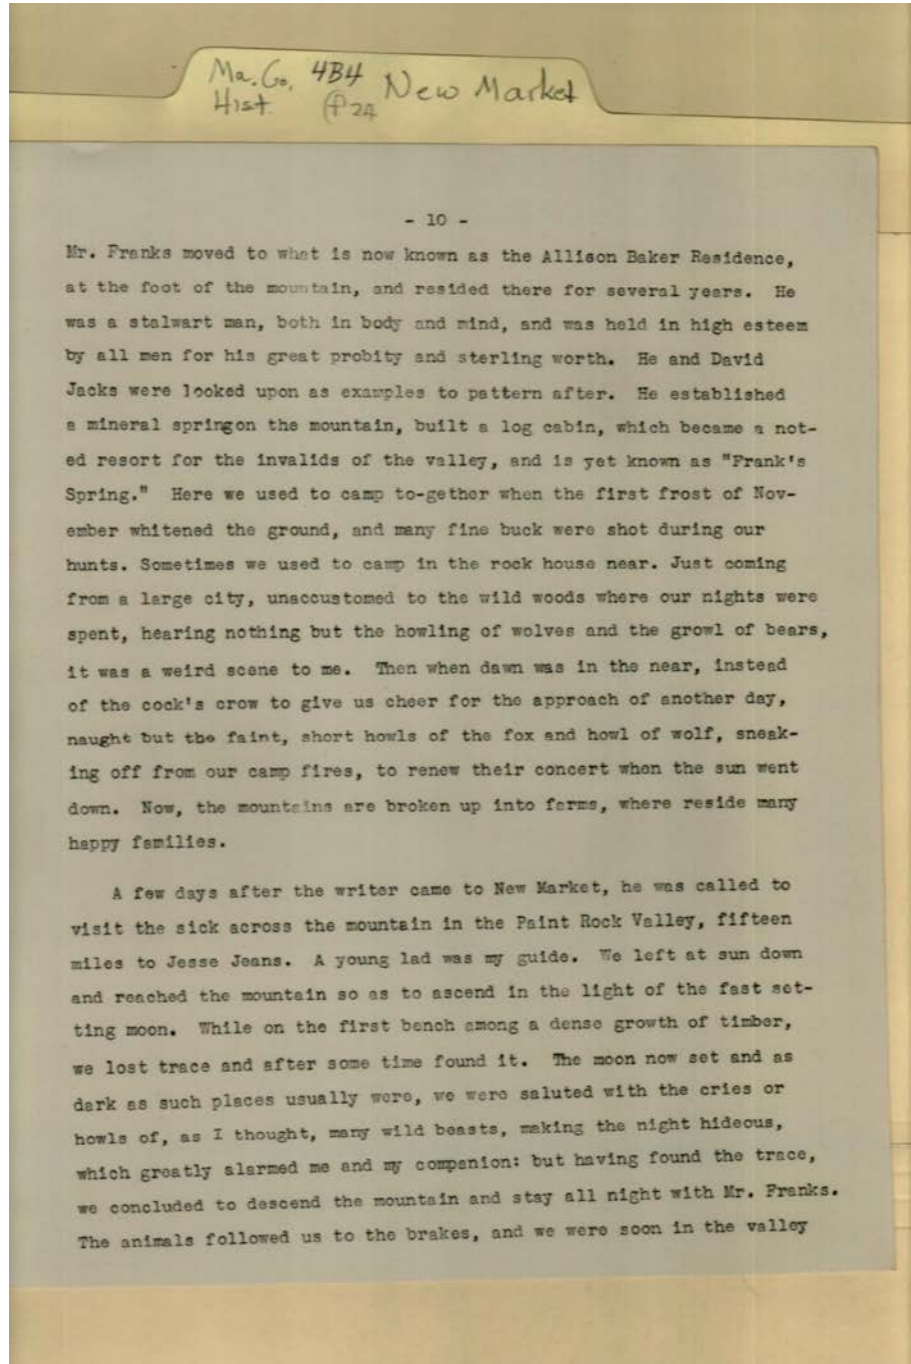 Ma. Co. 4B4 New Market
Hist. P24
- 10 -
Mr. Franks moved to what is now known as the Allison Baker Residence,
at the foot of the mountain, and resided there for several years. He
was a stalwart man, both in body and mind, and was held in high esteem
by all men for his great probity and sterling worth. He and David
Jacks were looked upon as examples to pattern after. He established
a mineral springon the mountain, built a log cabin, which became a not-
ed resort for the invalids of the valley, and is yet known as "Frank's
Spring." Here we used to camp to-gether when the first frost of Nov-
ember whitened the ground, and many fine buck were shot during our
hunts. Sometimes we used to camp in the rock house near. Just coming
from a large city, unaccustomed to the wild woods where our nights were
spent, hearing nothing but the howling of wolves and the growl of bears,
it was a weird scene to me. Then when dawn was in the near, instead
of the cock's crow to give us cheer for the approach of another day,
naught but the faint, short howls of the fox and howl of wolf, sneak-
ing off from our camp fires, to renew their concert when the sun went
down. Now, the mountains are broken up into farms, where reside many
happy families.
A few days after the writer came to New Market, he was called to
visit the sick across the mountain in the Paint Rock Valley, fifteen
miles to Jesse Jeans. A young lad was my guide. We left at sun down
and reached the mountain so as to ascend in the light of the fast set-
ting moon. While on the first bench among a dense growth of timber,
we lost trace and after some time found it. The moon now set and as
dark as such places usually were, we were saluted with the cries or
howls of, as I thought, many wild beasts, making the night hideous,
which greatly alarmed me and my companion: but having found the trace,
we concluded to descend the mountain and stay all night with Mr. Franks.
The animals followed us to the brakes, and we were soon in the valley